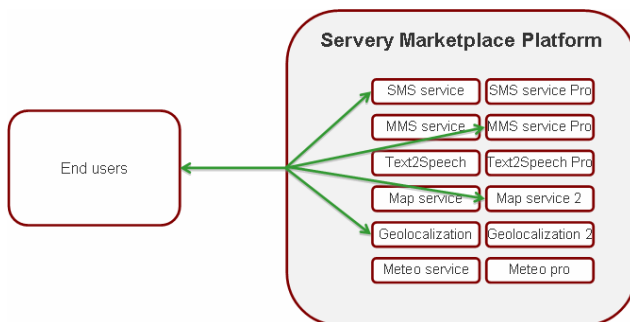 Servery Marketplace Platform
SMS service SMS service Pro
MMS service MMS service Pro
Text2Speech Text2Speech Pro
End users
Map service Map service 2
Geolocalization Geolocalization 2
Meteo service Meteo pro